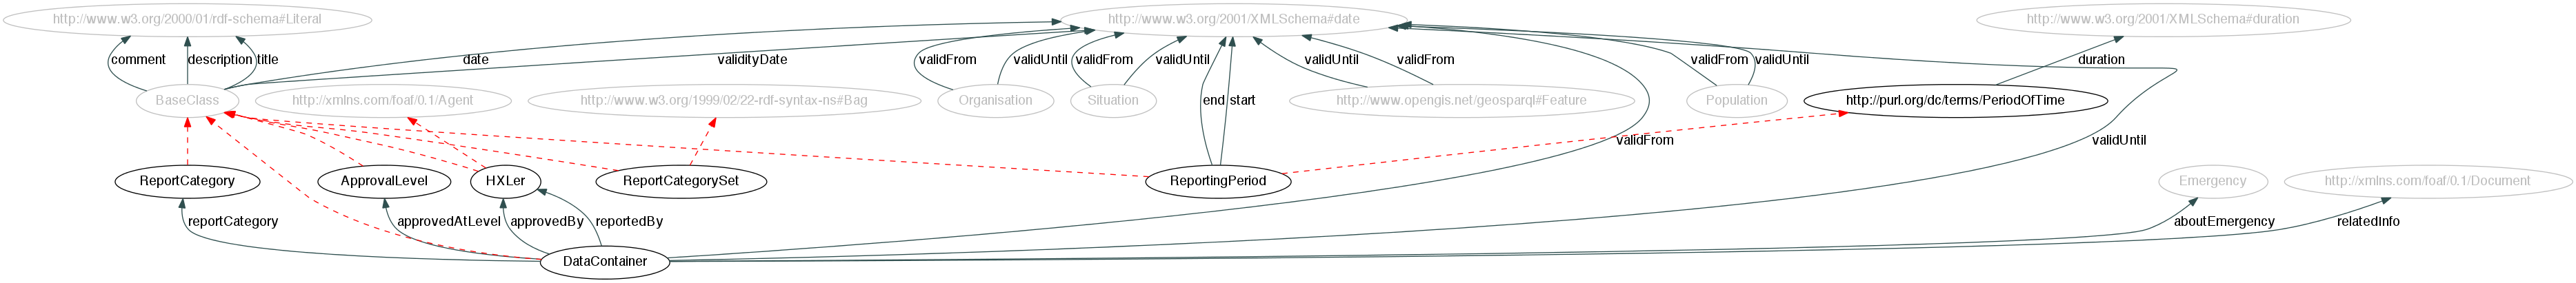 http://www.w3.org/2000/01/rdf-schema#Literal
http://www.w3.org/2001/XMLSchema#date
http://www.w3.org/2001/XMLSchema#duration
comment
description
title
date
validityDate
validFrom
validUntil
validFrom
validUntil
end
start
validUntil
validFrom
validFrom
validUntil
duration
BaseClass
http://xmlns.com/foaf/0.1/Agent
http://www.w3.org/1999/02/22-rdf-syntax-ns#Bag
Organisation
Situation
http://www.opengis.net/geosparql#Feature
Population
http://purl.org/dc/terms/PeriodOfTime
validFrom
validUntil
ReportCategory
ApprovalLevel
HXLer
ReportCategorySet
ReportingPeriod
Emergency
http://xmlns.com/foaf/0.1/Document
reportCategory
approvedAtLevel
approvedBy
reportedBy
aboutEmergency
relatedInfo
DataContainer